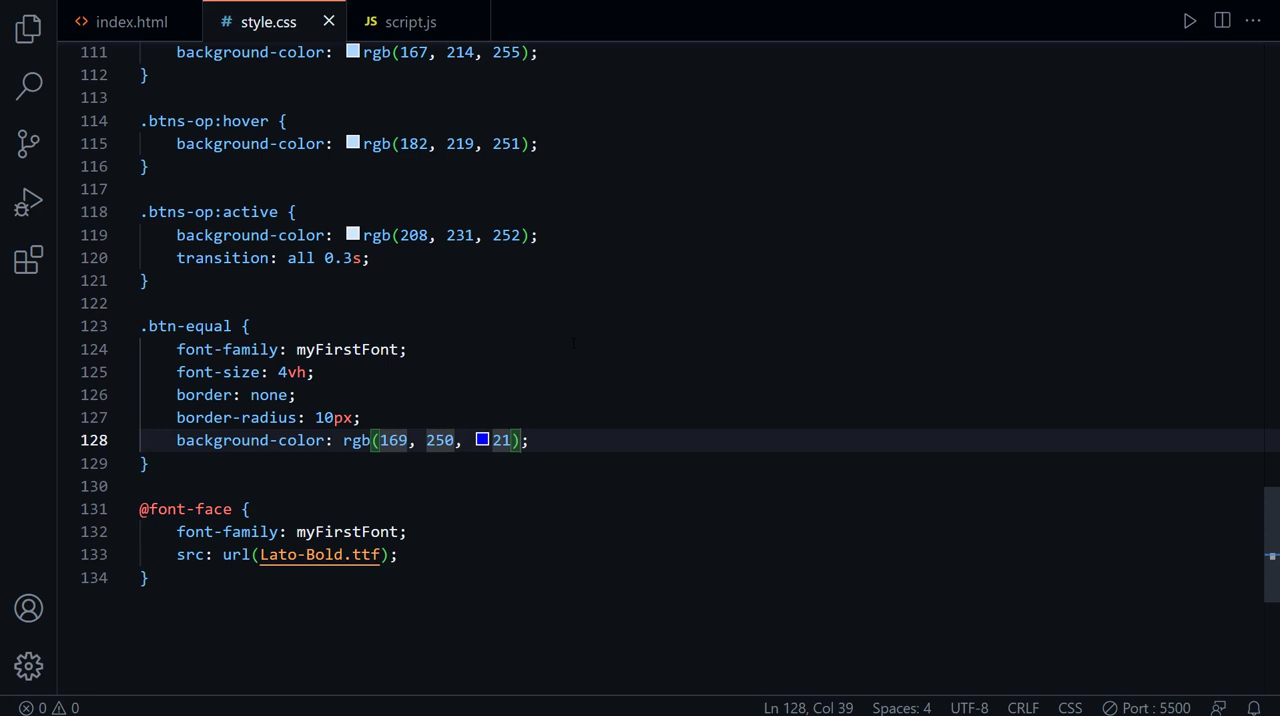 index.html
# style.css
JS script.js
111 background-color: rgb(167, 214, 255);
112 }
113
114 .btns-op:hover {
115 background-color: rgb(182, 219, 251);
116 }
117
118 .btns-op:active {
119 background-color: rgb(208, 231, 252);
120 transition: all 0.3s;
121 }
122
123 .btn-equal {
124 font-family: myFirstFont;
125 font-size: 4vh;
126 border: none;
127 border-radius: 10px;
128 background-color: rgb(169, 250, 21);
129 }
130
131 @font-face {
132 font-family: myFirstFont;
133 src: url(Lato-Bold.ttf);
134 }
0 0 Ln 128, Col 39 Spaces: 4 UTF-8 CRLF CSS Port : 5500